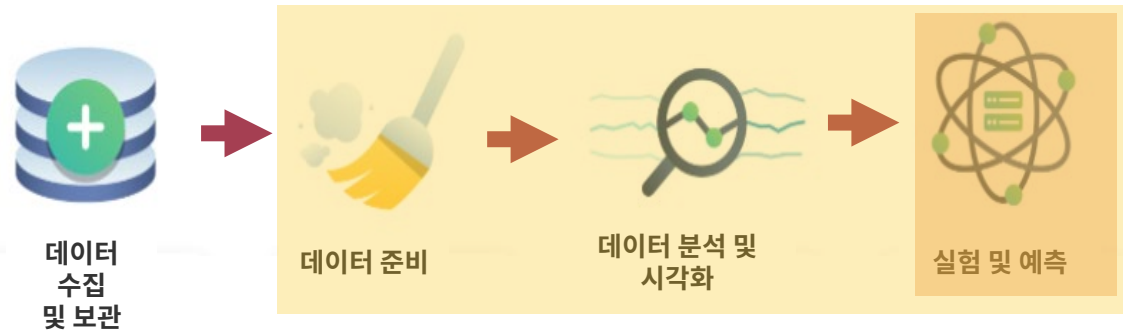 데이터
수집
및 보관
데이터 준비
데이터 분석 및
시각화
실험 및 예측